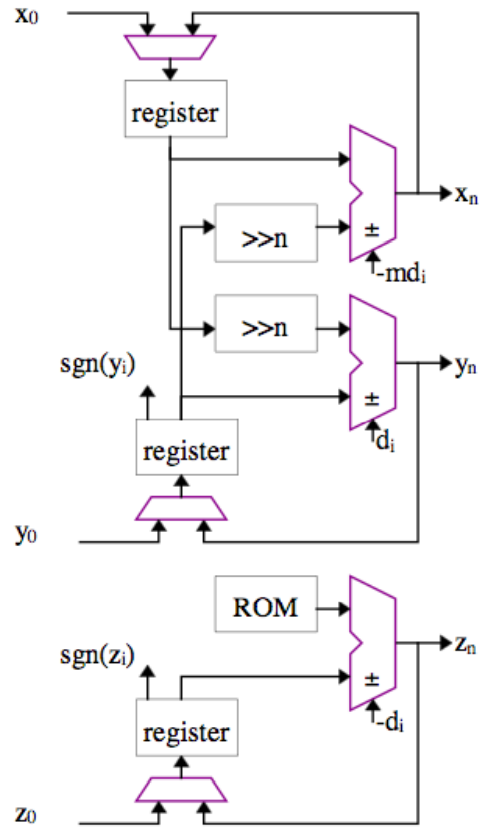 x₀
register
xₙ
>>n
±
-mdᵢ
>>n
sgn(yᵢ)
yₙ
±
register
dᵢ
y₀
ROM
sgn(zᵢ)
zₙ
±
register
-dᵢ
z₀